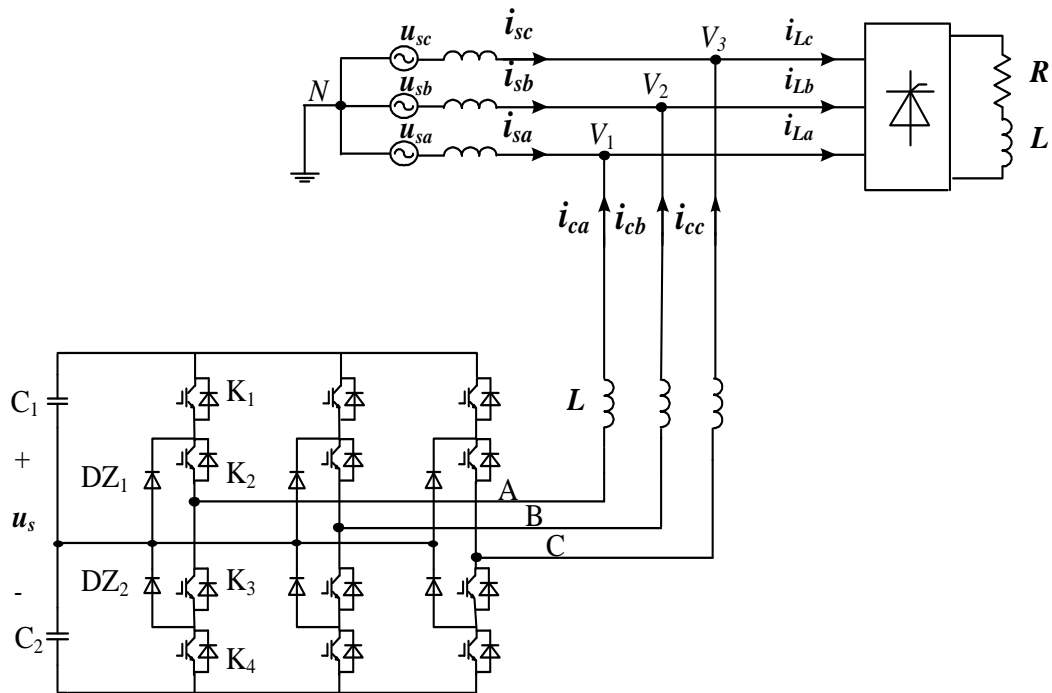 u_sc i_sc V_3 i_Lc
N u_sb i_sb V_2 i_Lb R
u_sa i_sa V_1 i_La L
i_ca i_cb i_cc
C_1 K_1 L
+ DZ_1 K_2
u_s A
B
C
- DZ_2 K_3
C_2 K_4